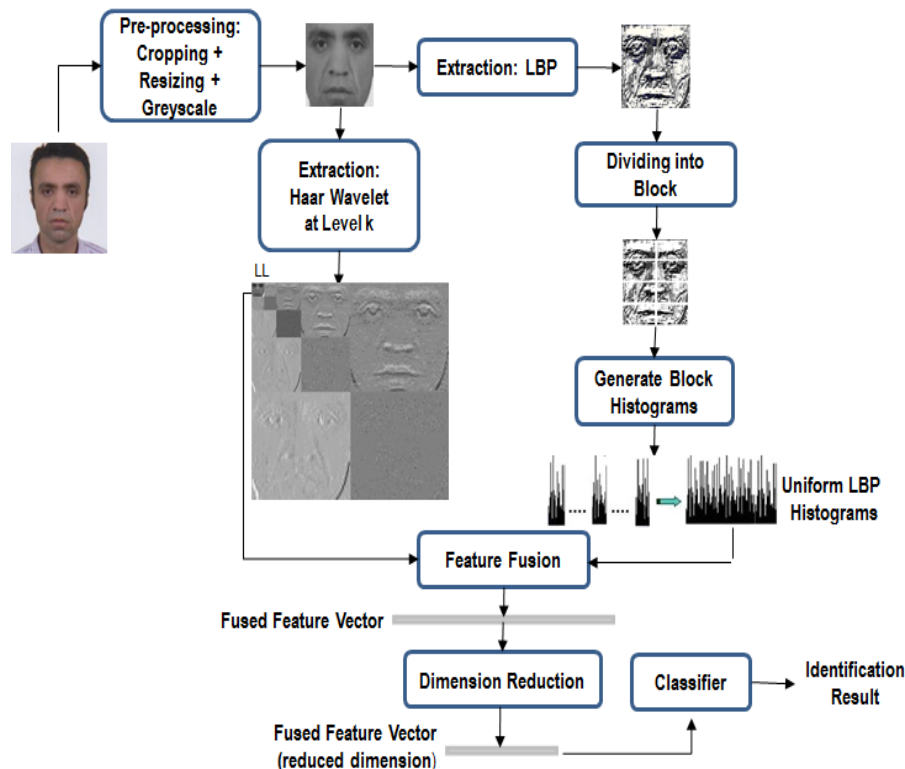 Pre-processing:
Cropping +
Resizing +
Greyscale
Extraction: LBP
Extraction:
Haar Wavelet
at Level k
Dividing into
Block
LL
Generate Block
Histograms
.... ....
Uniform LBP
Histograms
Feature Fusion
Fused Feature Vector
Dimension Reduction
Classifier
Identification
Result
Fused Feature Vector
(reduced dimension)